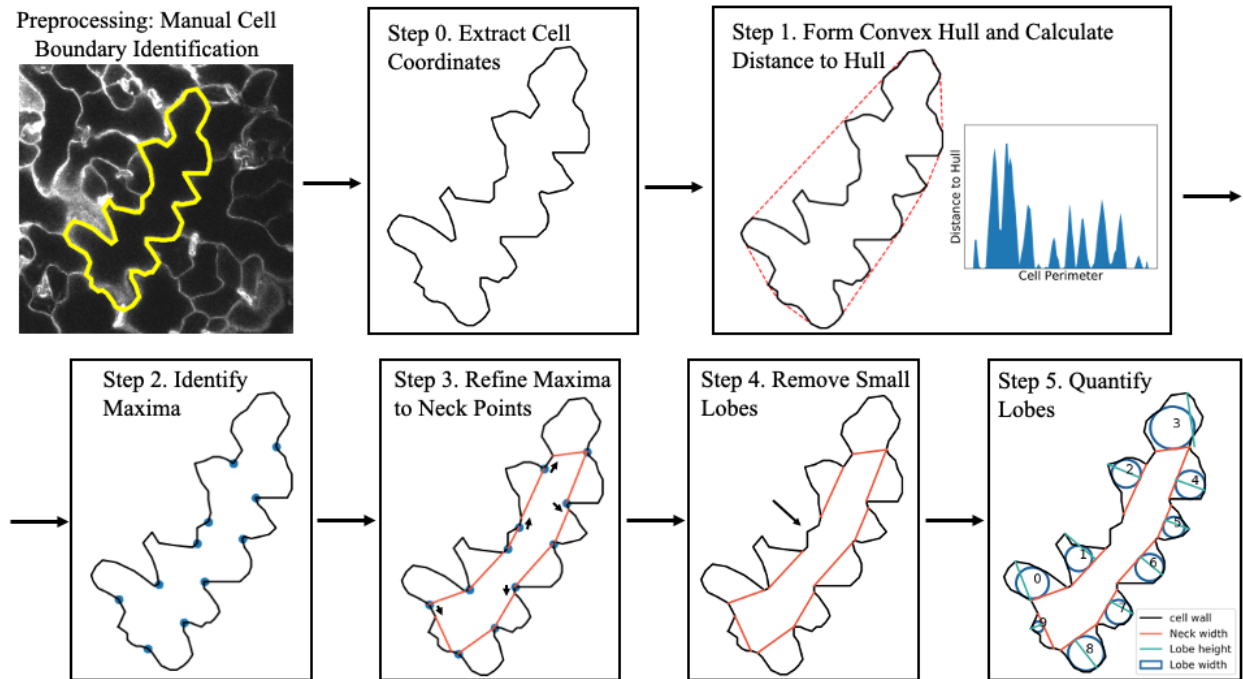 Preprocessing: Manual Cell
Boundary Identification
Step 0. Extract Cell
Coordinates
Step 1. Form Convex Hull and Calculate
Distance to Hull
Distance to Hull
Cell Perimeter
Step 2. Identify
Maxima
Step 3. Refine Maxima
to Neck Points
Step 4. Remove Small
Lobes
Step 5. Quantify
Lobes
3
2
4
5
1
6
0
7
9
8
cell wall
Neck width
Lobe height
Lobe width